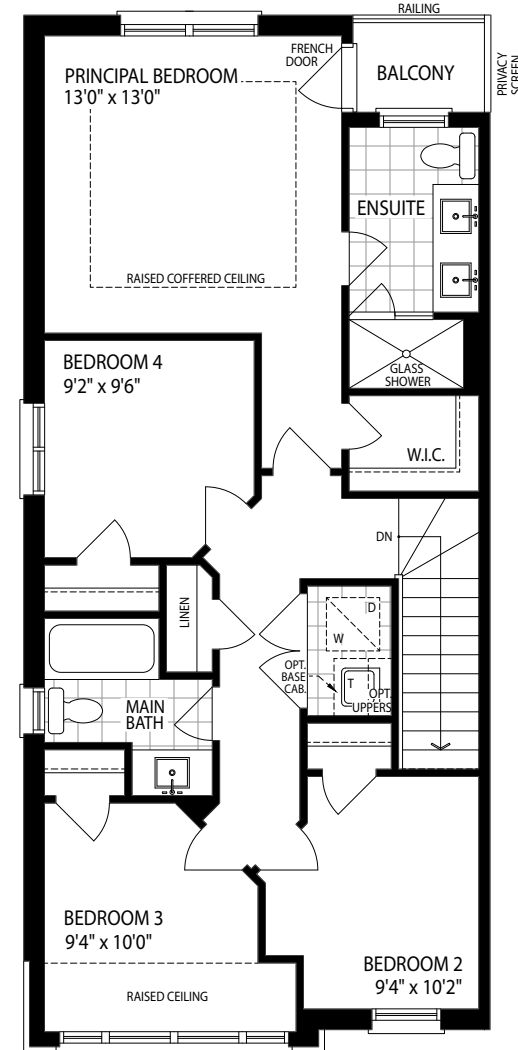 RAILING
FRENCH
DOOR
BALCONY
PRIVACY
SCREEN
PRINCIPAL BEDROOM
13'0" x 13'0"
ENSUITE
RAISED COFFERED CEILING
BEDROOM 4
9'2" x 9'6"
GLASS
SHOWER
W.I.C.
DN
LINEN
D
W
OPT.
BASE
CAB.
T
OPT.
UPPERS
MAIN
BATH
BEDROOM 3
9'4" x 10'0"
BEDROOM 2
9'4" x 10'2"
RAISED CEILING